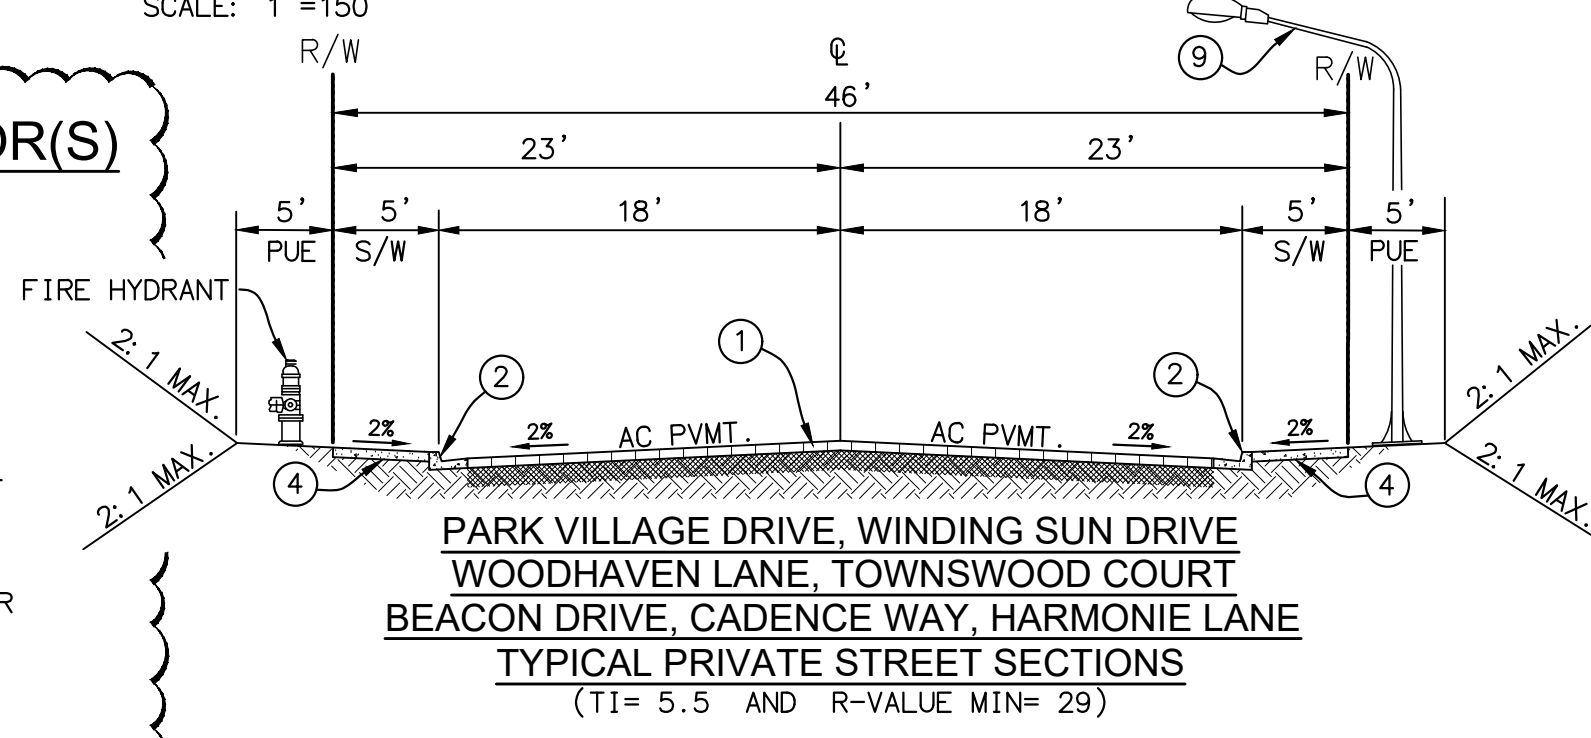 SCALE: 1"=150'
R/W
℄
9
R/W
46'
OR(S)
23'
23'
5'
5'
18'
18'
5'
5'
PUE
S/W
S/W
PUE
FIRE HYDRANT
2: 1 MAX.
1
2: 1 MAX.
2
2
2%
2%
AC PVMT.
AC PVMT.
2%
2%
2: 1 MAX.
4
4
2: 1 MAX.
PARK VILLAGE DRIVE, WINDING SUN DRIVE
WOODHAVEN LANE, TOWNSWOOD COURT
BEACON DRIVE, CADENCE WAY, HARMONIE LANE
TYPICAL PRIVATE STREET SECTIONS
(TI= 5.5 AND R-VALUE MIN= 29)
R